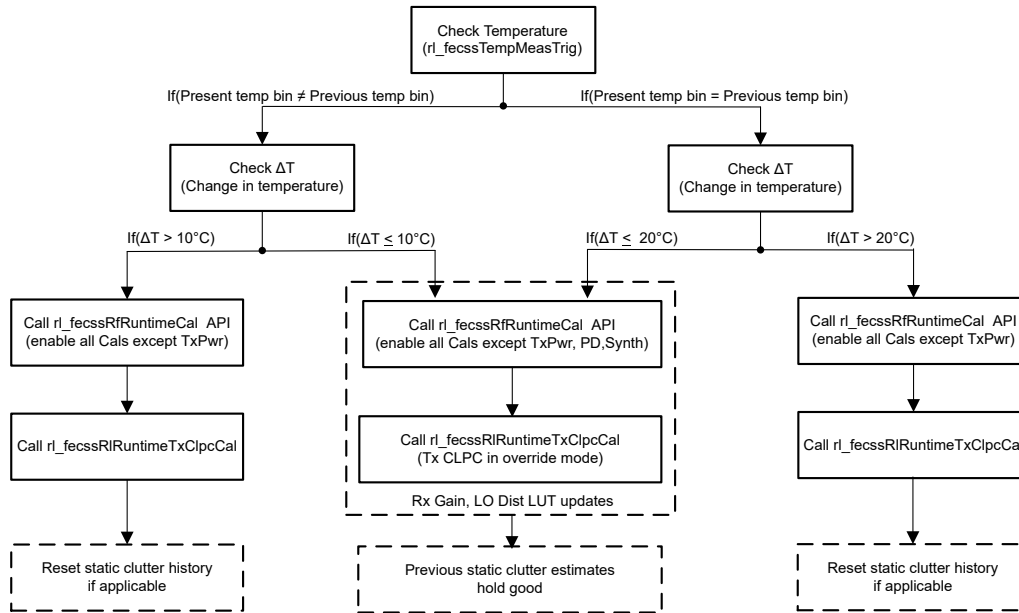 Check Temperature
(rl_fecssTempMeasTrig)
If(Present temp bin ≠ Previous temp bin)
If(Present temp bin = Previous temp bin)
Check ΔT
(Change in temperature)
Check ΔT
(Change in temperature)
If(ΔT > 10°C)
If(ΔT ≤ 10°C)
If(ΔT ≤ 20°C)
If(ΔT > 20°C)
Call rl_fecssRfRuntimeCal API
(enable all Cals except TxPwr)
Call rl_fecssRfRuntimeCal API
(enable all Cals except TxPwr, PD,Synth)
Call rl_fecssRfRuntimeCal API
(enable all Cals except TxPwr)
Call rl_fecssRlRuntimeTxClpcCal
Call rl_fecssRlRuntimeTxClpcCal
(Tx CLPC in override mode)
Call rl_fecssRlRuntimeTxClpcCal
Rx Gain, LO Dist LUT updates
Reset static clutter history
if applicable
Previous static clutter estimates
hold good
Reset static clutter history
if applicable